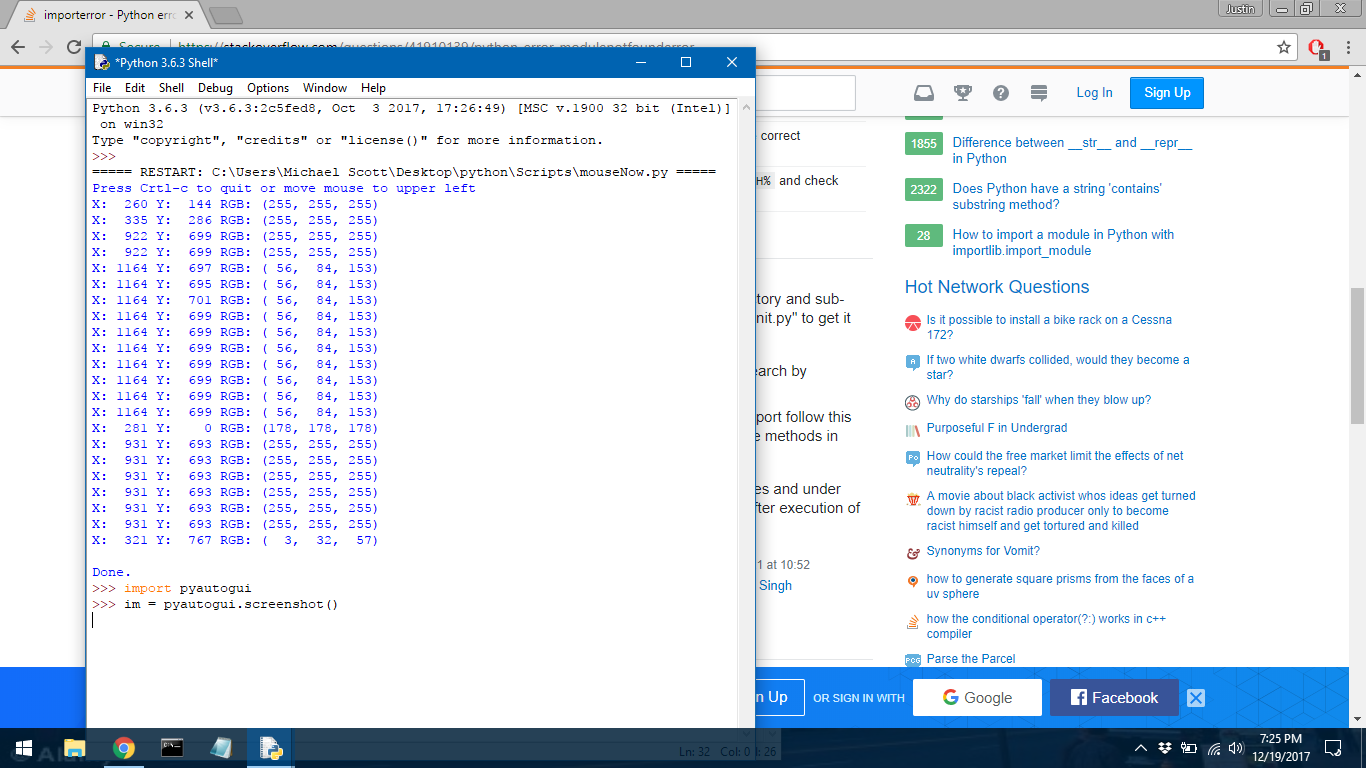 importerror - Python erro
Justin
Secure
https://stackoverflow.com/questions/41910139/python-error-modulenotfounderror
1
*Python 3.6.3 Shell*
File Edit Shell Debug Options Window Help
Python 3.6.3 (v3.6.3:2c5fed8, Oct  3 2017, 17:26:49) [MSC v.1900 32 bit (Intel)]
on win32
Type "copyright", "credits" or "license()" for more information.
>>>
===== RESTART: C:\Users\Michael Scott\Desktop\python\Scripts\mouseNow.py =====
Press Crtl-c to quit or move mouse to upper left
X:  260 Y:  144 RGB: (255, 255, 255)
X:  335 Y:  286 RGB: (255, 255, 255)
X:  922 Y:  699 RGB: (255, 255, 255)
X:  922 Y:  699 RGB: (255, 255, 255)
X: 1164 Y:  697 RGB: ( 56,  84, 153)
X: 1164 Y:  695 RGB: ( 56,  84, 153)
X: 1164 Y:  701 RGB: ( 56,  84, 153)
X: 1164 Y:  699 RGB: ( 56,  84, 153)
X: 1164 Y:  699 RGB: ( 56,  84, 153)
X: 1164 Y:  699 RGB: ( 56,  84, 153)
X: 1164 Y:  699 RGB: ( 56,  84, 153)
X: 1164 Y:  699 RGB: ( 56,  84, 153)
X: 1164 Y:  699 RGB: ( 56,  84, 153)
X: 1164 Y:  699 RGB: ( 56,  84, 153)
X:  281 Y:    0 RGB: (178, 178, 178)
X:  931 Y:  693 RGB: (255, 255, 255)
X:  931 Y:  693 RGB: (255, 255, 255)
X:  931 Y:  693 RGB: (255, 255, 255)
X:  931 Y:  693 RGB: (255, 255, 255)
X:  931 Y:  693 RGB: (255, 255, 255)
X:  931 Y:  693 RGB: (255, 255, 255)
X:  321 Y:  767 RGB: (  3,  32,  57)
Done.
>>> import pyautogui
>>> im = pyautogui.screenshot()
Log In
Sign Up
correct
H% and check
tory and sub-
nit.py" to get it
earch by
port follow this
e methods in
es and under
fter execution of
1 at 10:52
Singh
1855 Difference between __str__ and __repr__
in Python
2322 Does Python have a string 'contains'
substring method?
28 How to import a module in Python with
importlib.import_module
Hot Network Questions
Is it possible to install a bike rack on a Cessna
172?
If two white dwarfs collided, would they become a
star?
Why do starships 'fall' when they blow up?
Purposeful F in Undergrad
How could the free market limit the effects of net
neutrality's repeal?
A movie about black activist whos ideas get turned
down by racist radio producer only to become
racist himself and get tortured and killed
Synonyms for Vomit?
how to generate square prisms from the faces of a
uv sphere
how the conditional operator(?:) works in c++
compiler
PCG Parse the Parcel
n Up
OR SIGN IN WITH
Google
Facebook
Ln: 32 Col: 0
: 26
7:25 PM
12/19/2017